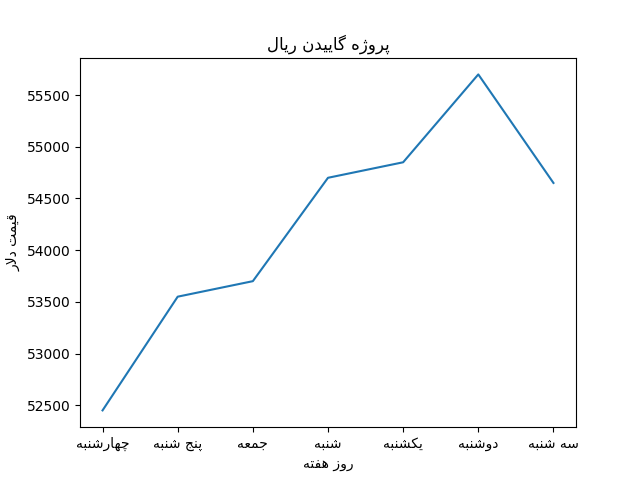 پروژه گاییدن ریال
قیمت دلار
55500
55000
54500
54000
53500
53000
52500
چهارشنبه
پنج شنبه
جمعه
شنبه
یکشنبه
دوشنبه
سه شنبه
روز هفته